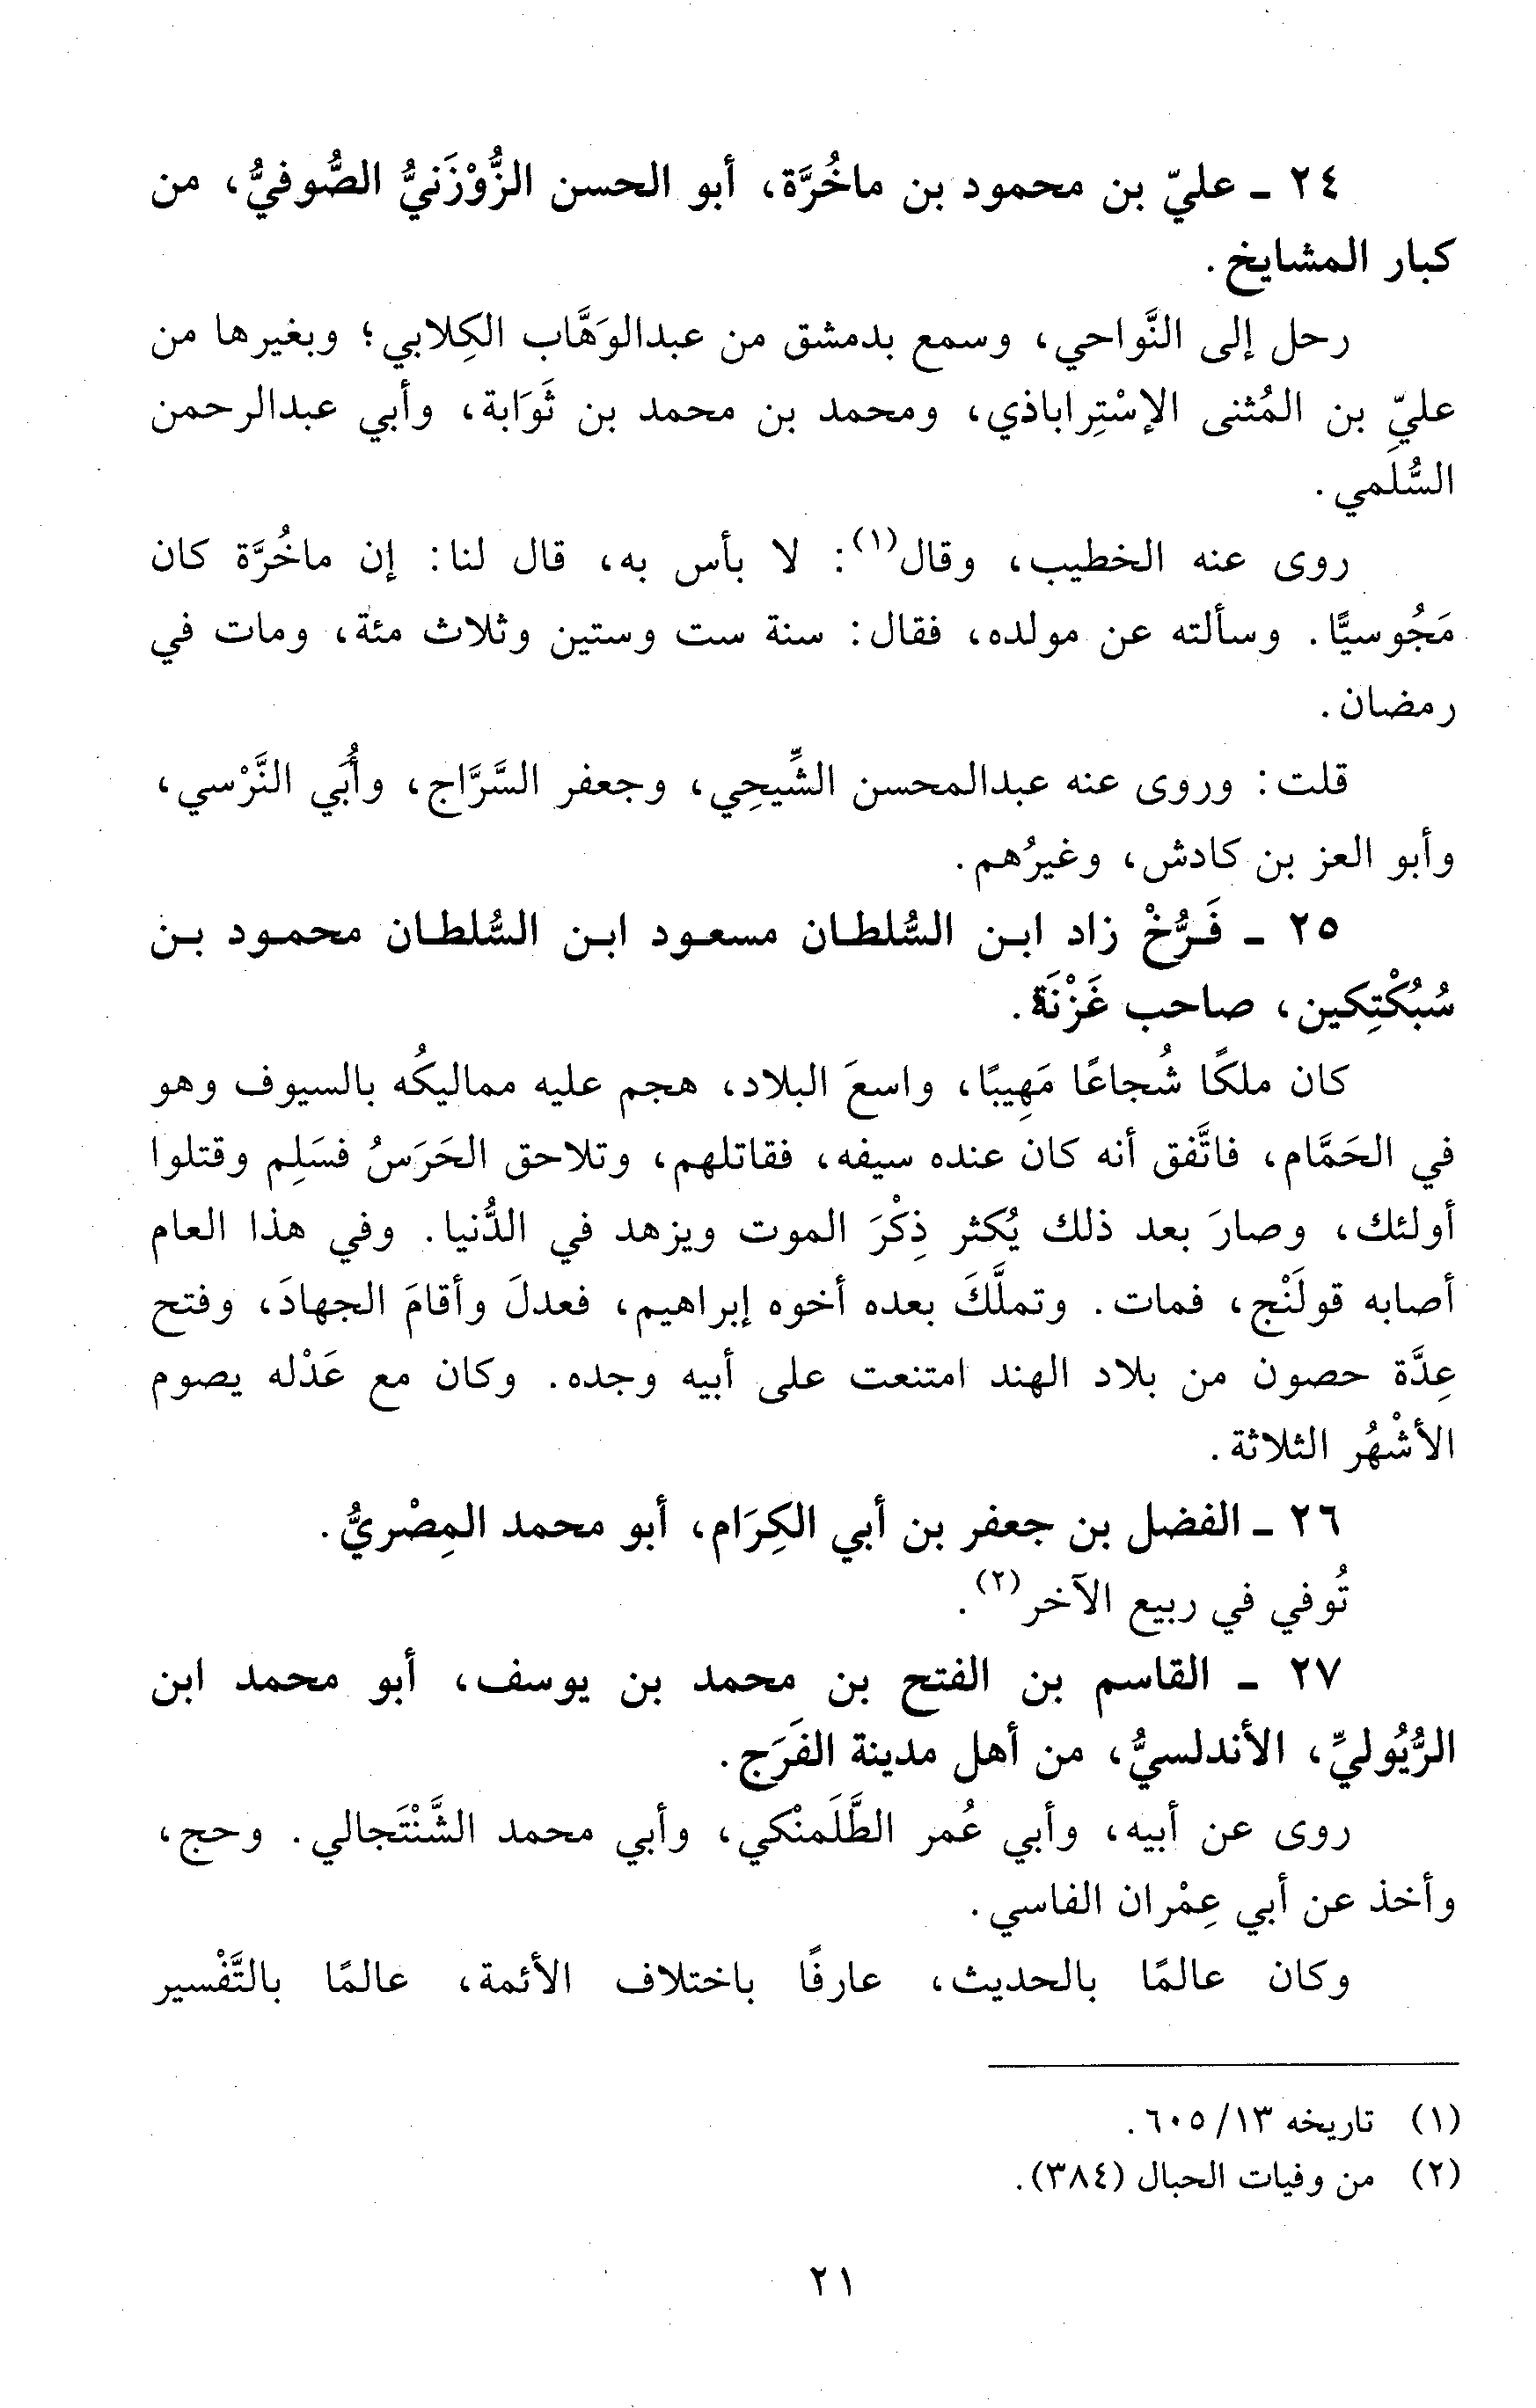 ٢٤ - عليّ بن محمود بن ماخُرَّة، أبو الحسن الزُّوْزَنيُّ الصُّوفيُّ، من
كبار المشايخ.
رحل إلى النَّواحي، وسمع بدمشق من عبدالوَهَّاب الكِلابي؛ وبغيرها من
عليّ بن المُثنى الإسْتِراباذي، ومحمد بن محمد بن ثَوَابة، وأبي عبدالرحمن
السُّلَمي.
روى عنه الخطيب، وقال(١): لا بأس به، قال لنا: إن ماخُرَّة كان
مَجُوسيًّا. وسألته عن مولده، فقال: سنة ست وستين وثلاث مئة، ومات في
رمضان.
قلت: وروى عنه عبدالمحسن الشِّيحِي، وجعفر السَّرَّاج، وأُبَي النَّرْسي،
وأبو العز بن كادش، وغيرُهم.
٢٥ - فَرُّخْ زاد ابن السُّلطان مسعود ابن السُّلطان محمود بن
سُبُكْتِكين، صاحب غَزْنَة.
كان ملكًا شُجاعًا مَهِيبًا، واسعَ البلاد، هجم عليه مماليكُه بالسيوف وهو
في الحَمَّام، فاتَّفق أنه كان عنده سيفه، فقاتلهم، وتلاحق الحَرَسُ فسَلِم وقتلوا
أولئك، وصارَ بعد ذلك يُكثر ذِكْرَ الموت ويزهد في الدُّنيا. وفي هذا العام
أصابه قولَنْج، فمات. وتملَّكَ بعده أخوه إبراهيم، فعدلَ وأقامَ الجهادَ، وفتح
عِدَّة حصون من بلاد الهند امتنعت على أبيه وجده. وكان مع عَدْله يصوم
الأشْهُر الثلاثة.
٢٦ - الفضل بن جعفر بن أبي الكِرَام، أبو محمد المِصْريُّ.
تُوفي في ربيع الآخر(٢).
٢٧ - القاسم بن الفتح بن محمد بن يوسف، أبو محمد ابن
الرُّيُوليِّ، الأندلسيُّ، من أهل مدينة الفَرَج.
روى عن أبيه، وأبي عُمر الطَّلَمنْكي، وأبي محمد الشَّنْتَجالي. وحج،
وأخذ عن أبي عِمْران الفاسي.
وكان عالمًا بالحديث، عارفًا باختلاف الأئمة، عالمًا بالتَّفْسير
(١) تاريخه ١٣/ ٦٠٥.
(٢) من وفيات الحبال (٣٨٤).
٢١